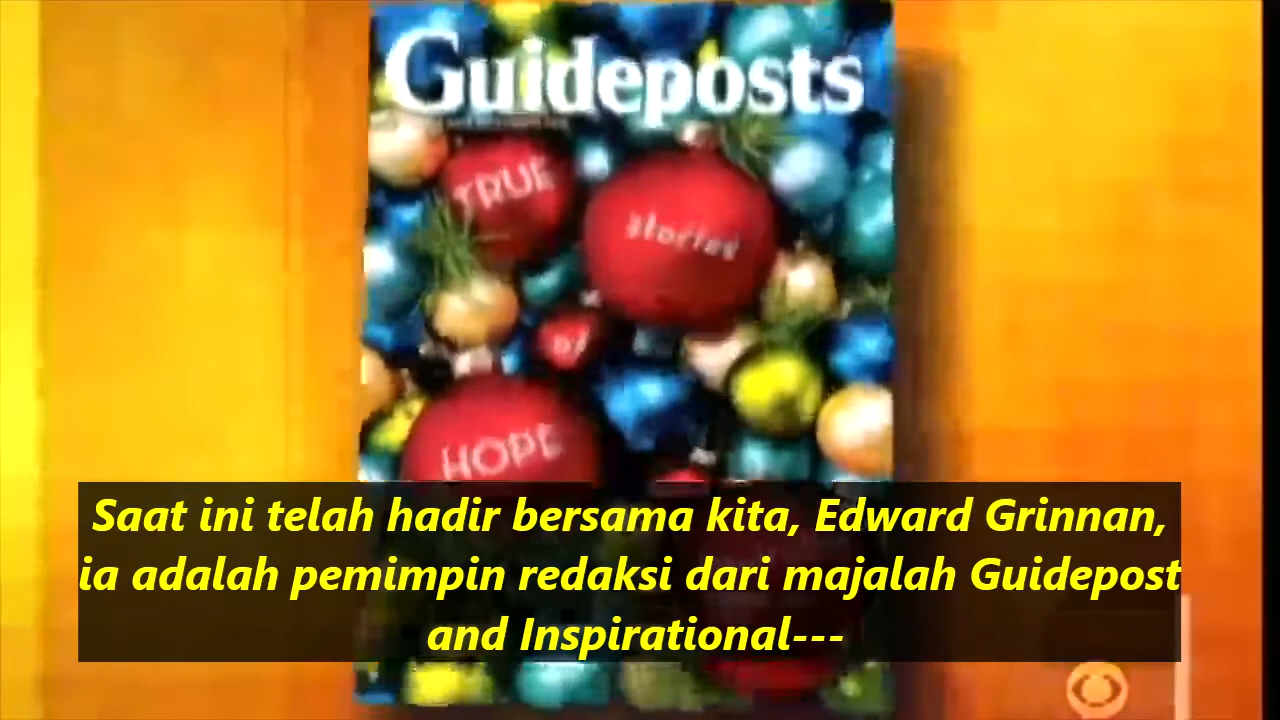 Guideposts
TRUE
stories
of
HOPE
Saat ini telah hadir bersama kita, Edward Grinnan,
ia adalah pemimpin redaksi dari majalah Guidepost
and Inspirational---